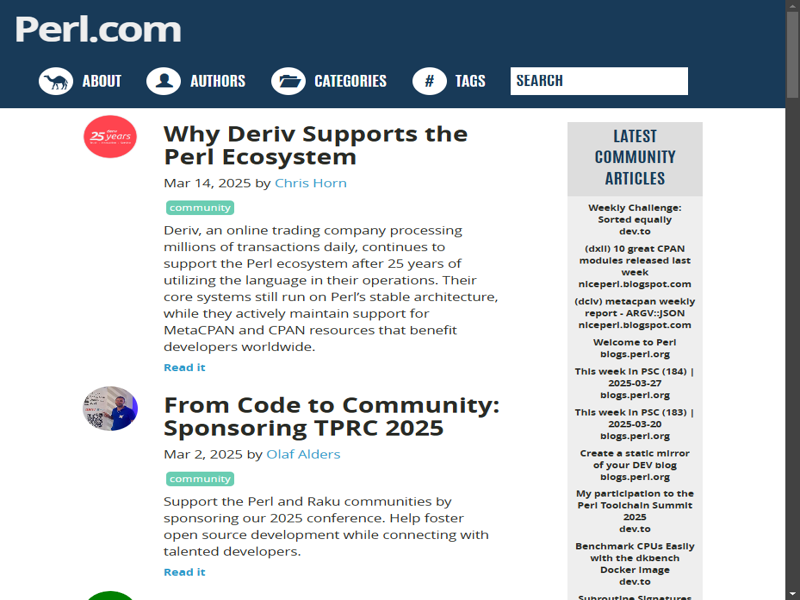 Perl.com
ABOUT
AUTHORS
CATEGORIES
#
TAGS
SEARCH
25 years
Why Deriv Supports the
Perl Ecosystem
Mar 14, 2025 by Chris Horn
community
Deriv, an online trading company processing
millions of transactions daily, continues to
support the Perl ecosystem after 25 years of
utilizing the language in their operations. Their
core systems still run on Perl's stable architecture,
while they actively maintain support for
MetaCPAN and CPAN resources that benefit
developers worldwide.
Read it
From Code to Community:
Sponsoring TPRC 2025
Mar 2, 2025 by Olaf Alders
community
Support the Perl and Raku communities by
sponsoring our 2025 conference. Help foster
open source development while connecting with
talented developers.
Read it
LATEST
COMMUNITY
ARTICLES
Weekly Challenge:
Sorted equally
dev.to
(dxli) 10 great CPAN
modules released last
week
niceperl.blogspot.com
(dclv) metacpan weekly
report - ARGV::JSON
niceperl.blogspot.com
Welcome to Perl
blogs.perl.org
This week in PSC (184) |
2025-03-27
blogs.perl.org
This week in PSC (183) |
2025-03-20
blogs.perl.org
Create a static mirror
of your DEV blog
blogs.perl.org
My participation to the
Perl Toolchain Summit
2025
dev.to
Benchmark CPUs Easily
with the dkbench
Docker image
dev.to
Subroutine Signatures